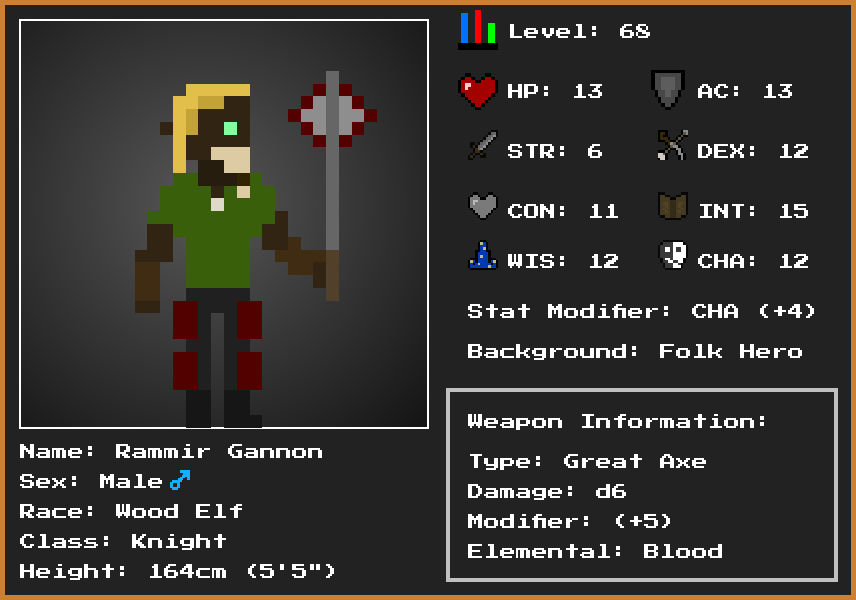 Level: 68
HP: 13 AC: 13
STR: 6 DEX: 12
CON: 11 INT: 15
WIS: 12 CHA: 12
Stat Modifier: CHA (+4)
Background: Folk Hero
Weapon Information:
Type: Great Axe
Damage: d6
Modifier: (+5)
Elemental: Blood
Name: Rammir Gannon
Sex: Male♂
Race: Wood Elf
Class: Knight
Height: 164cm (5'5")